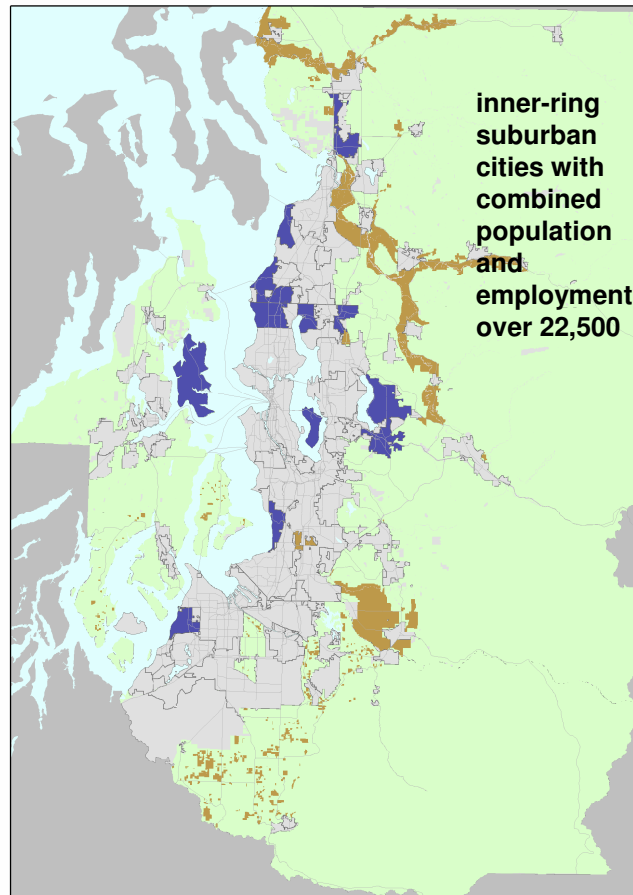 inner-ring
suburban
cities with
combined
population
and
employment
over 22,500